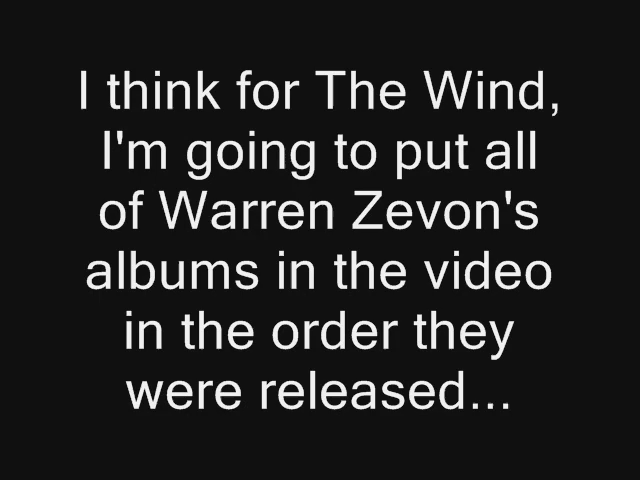 I think for The Wind,
I'm going to put all
of Warren Zevon's
albums in the video
in the order they
were released...